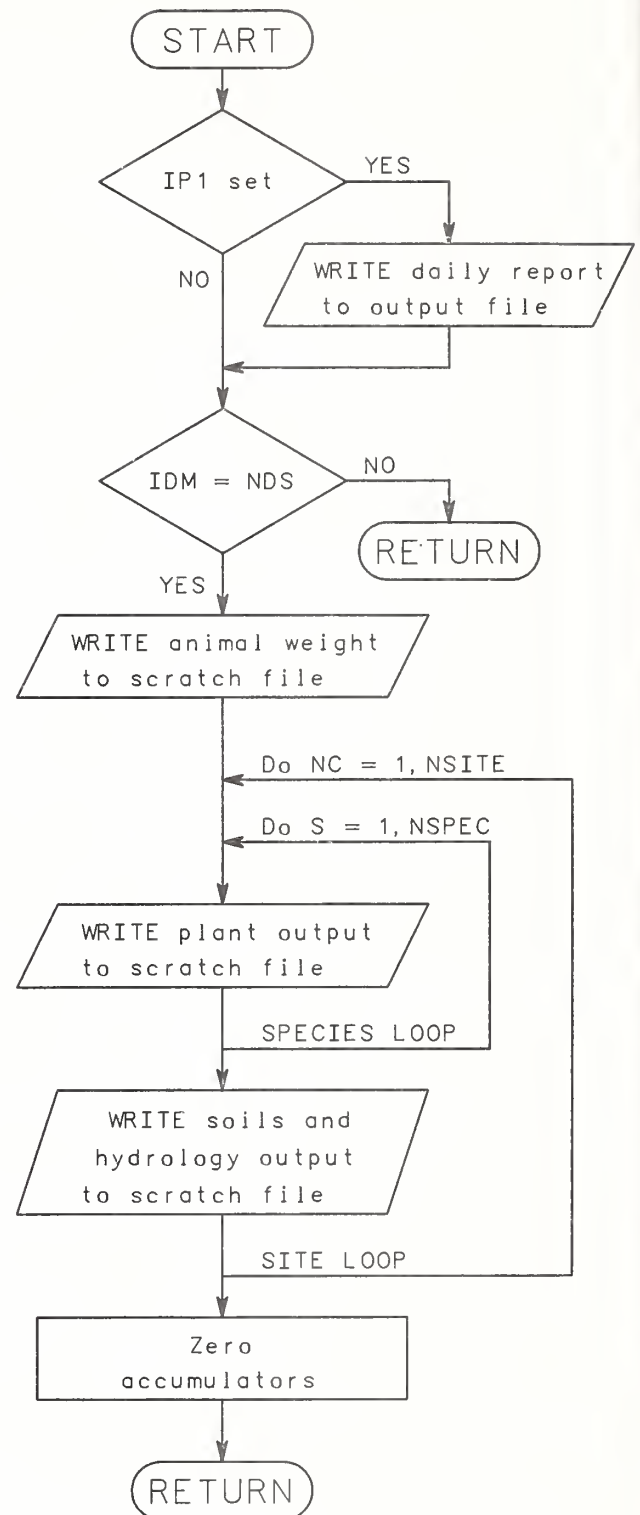 START
IP1 set
YES
NO
WRITE daily report
to output file
IDM = NDS
NO
RETURN
YES
WRITE animal weight
to scratch file
Do NC = 1, NSITE
Do S = 1, NSPEC
WRITE plant output
to scratch file
SPECIES LOOP
WRITE soils and
hydrology output
to scratch file
SITE LOOP
Zero
accumulators
RETURN